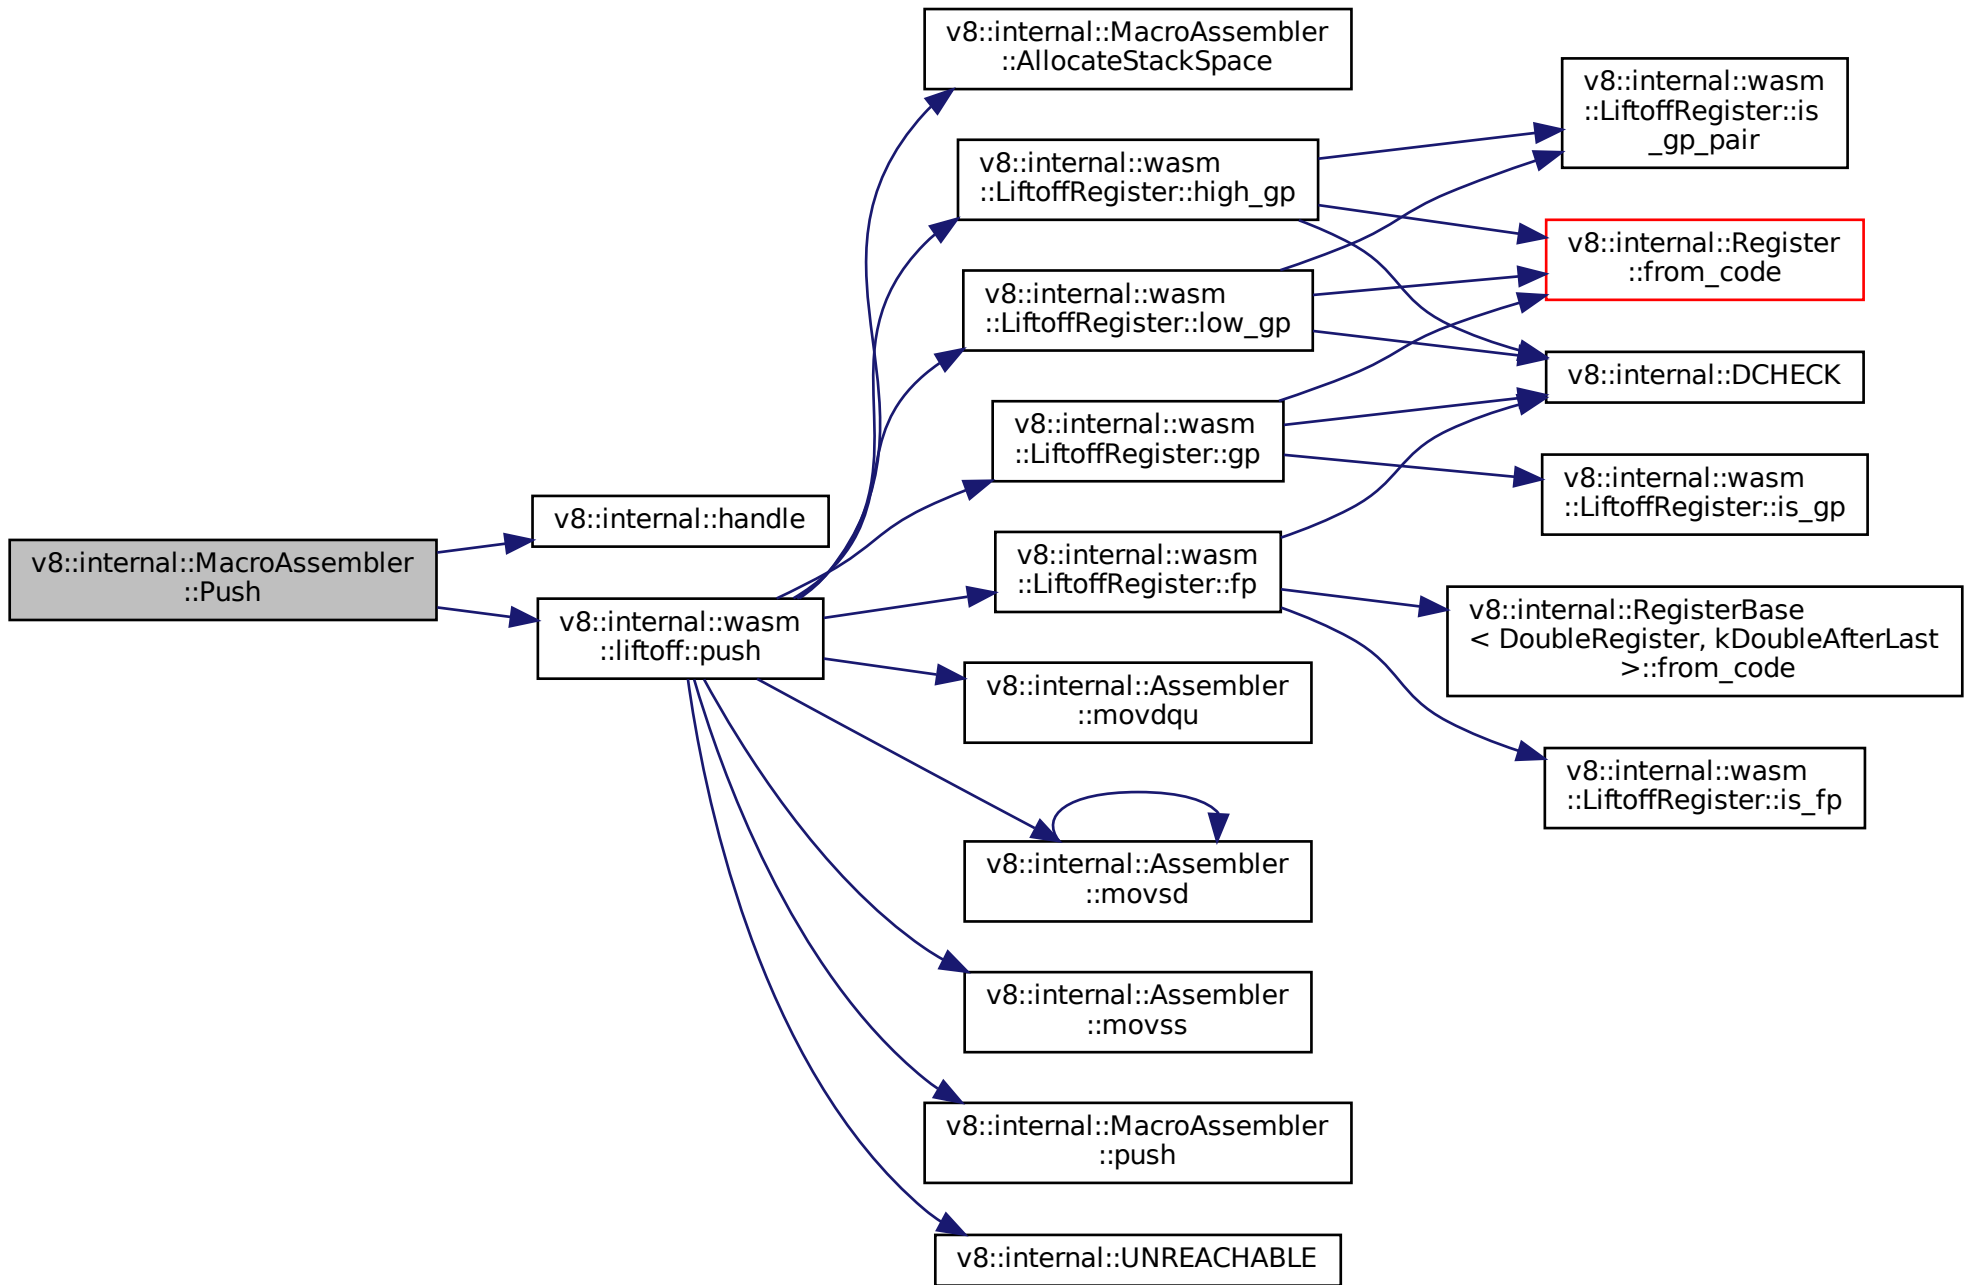 v8::internal::MacroAssembler
::Push
v8::internal::handle
v8::internal::wasm
::liftoff::push
v8::internal::MacroAssembler
::AllocateStackSpace
v8::internal::wasm
::LiftoffRegister::high_gp
v8::internal::wasm
::LiftoffRegister::low_gp
v8::internal::wasm
::LiftoffRegister::gp
v8::internal::wasm
::LiftoffRegister::fp
v8::internal::Assembler
::movdqu
v8::internal::Assembler
::movsd
v8::internal::Assembler
::movss
v8::internal::MacroAssembler
::push
v8::internal::UNREACHABLE
v8::internal::wasm
::LiftoffRegister::is
_gp_pair
v8::internal::Register
::from_code
v8::internal::DCHECK
v8::internal::wasm
::LiftoffRegister::is_gp
v8::internal::RegisterBase
< DoubleRegister, kDoubleAfterLast
>::from_code
v8::internal::wasm
::LiftoffRegister::is_fp